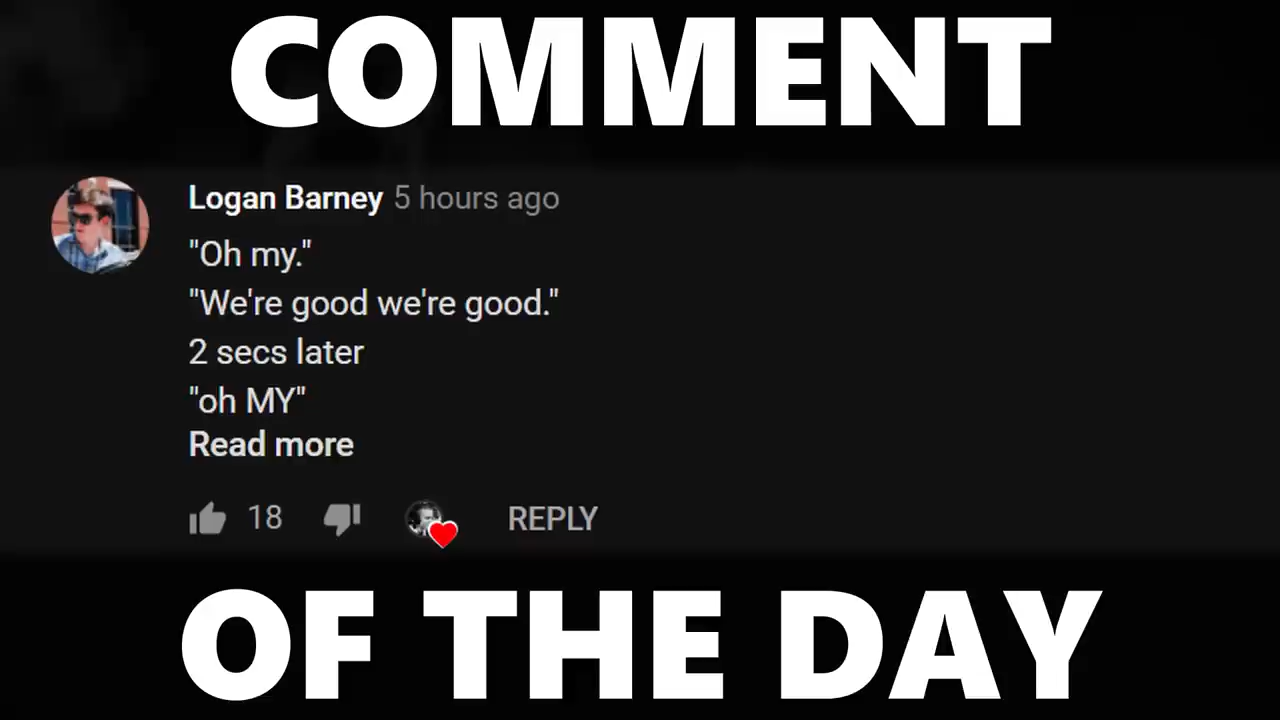 COMMENT
Logan Barney 5 hours ago
"Oh my."
"We're good we're good."
2 secs later
"oh MY"
Read more
18 REPLY
OF THE DAY